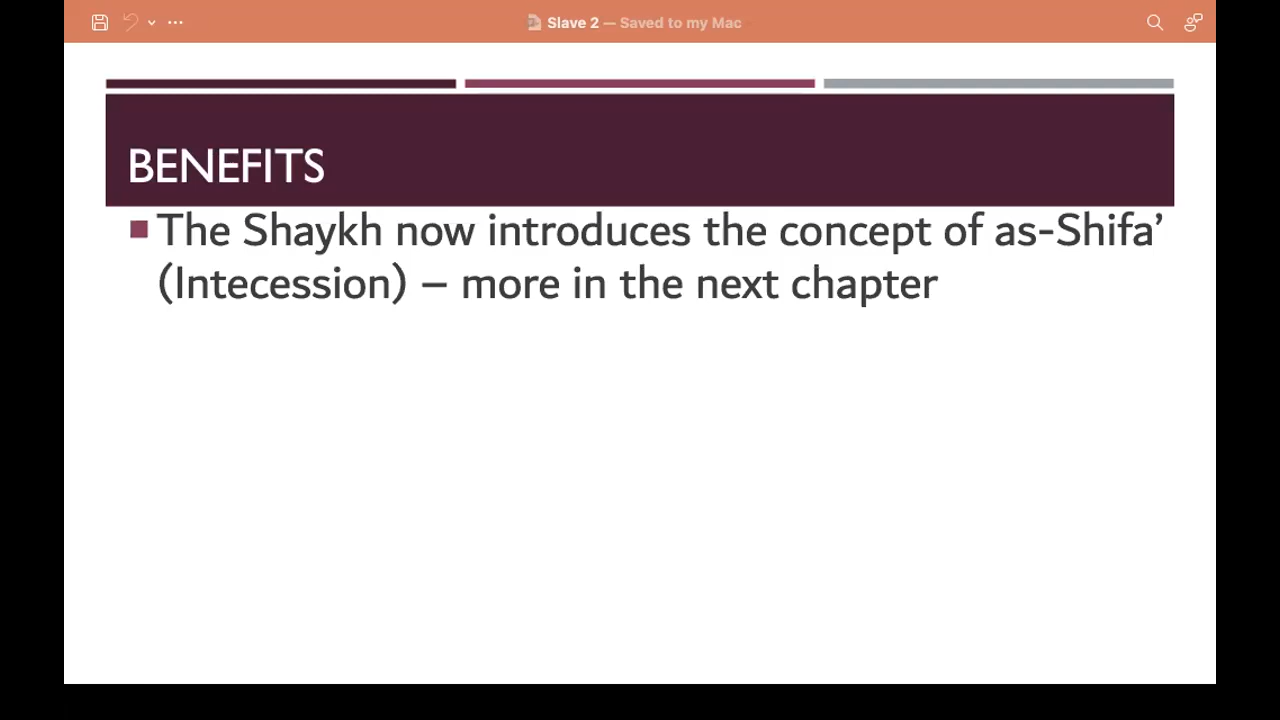 Slave 2 — Saved to my Mac
BENEFITS
The Shaykh now introduces the concept of as-Shifa’
(Intecession) – more in the next chapter